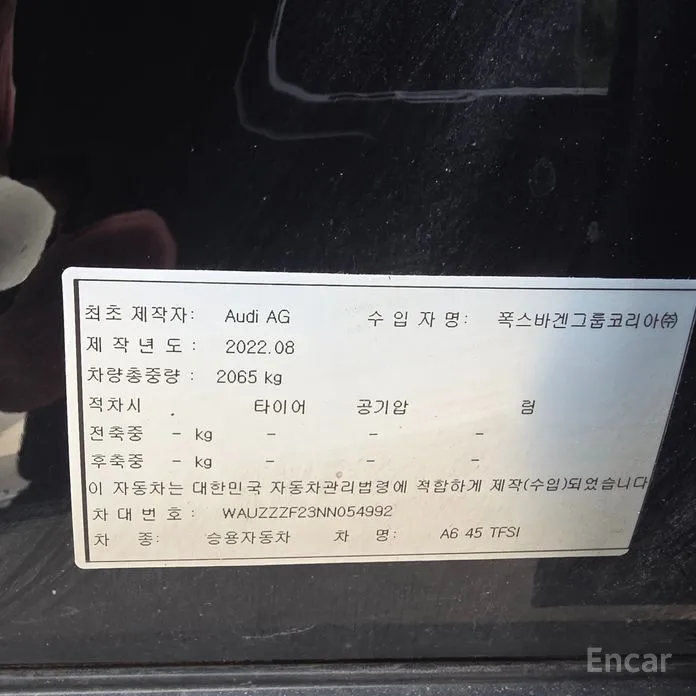 최초 제작자: Audi AG 수 입 자 명: 폭스바겐그룹코리아㈜
제 작 년 도 : 2022.08
차량총중량 : 2065 kg
적차시 . 타이어 공기압 림
전축중 - kg - - -
후축중 - kg - - -
이 자동차는 대한민국 자동차관리법령에 적합하게 제작(수입)되었습니다
차 대 번 호 : WAUZZZF23NN054992
차 종: 승용자동차 차 명: A6 45 TFSI
Encar